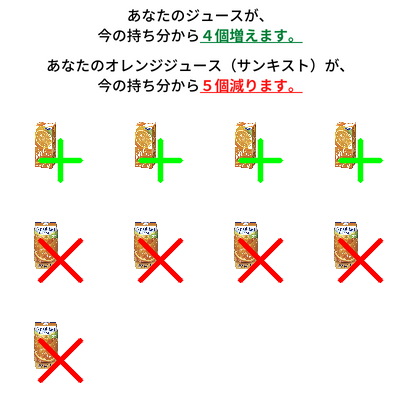 あなたのジュースが、
今の持ち分から４個増えます。
あなたのオレンジジュース（サンキスト）が、
今の持ち分から５個減ります。